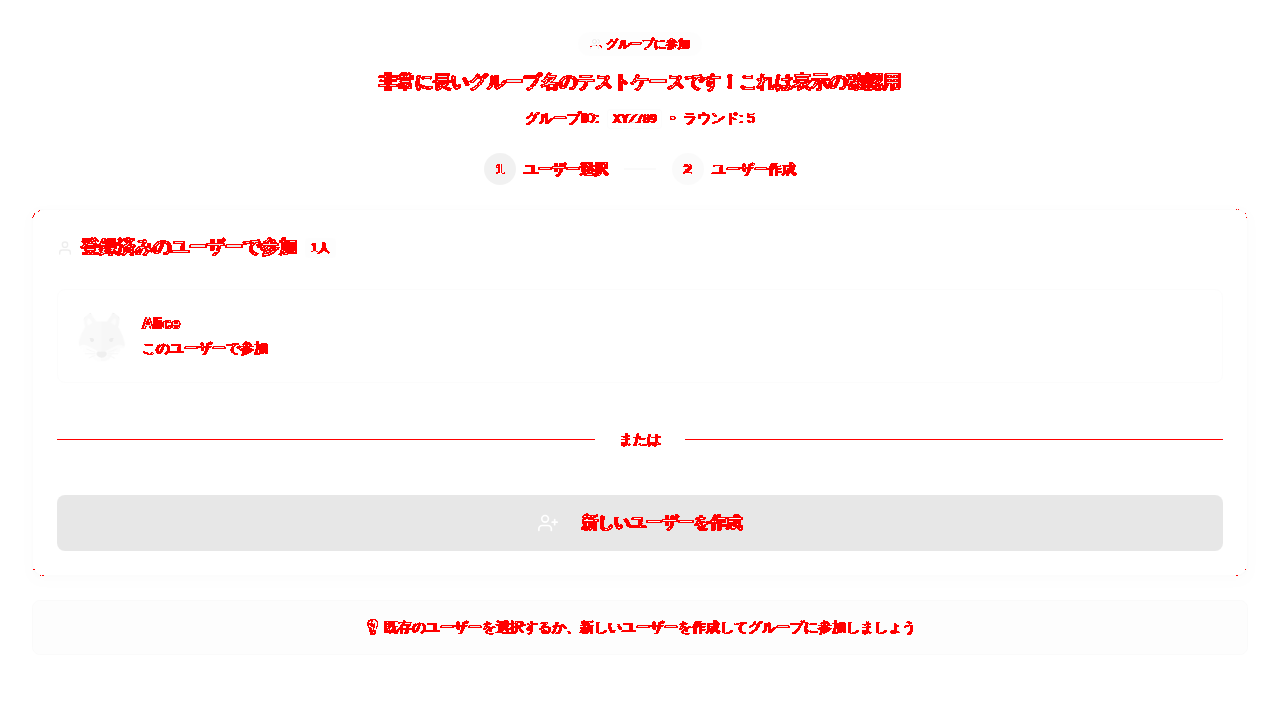 グループに参加
非常に長いグループ名のテストケースです！これは表示の確認用
グループID: XYZ789 • ラウンド: 5
1 ユーザー選択 2 ユーザー作成
登録済みのユーザーで参加 1人
Alice
このユーザーで参加
または
新しいユーザーを作成
💡 既存のユーザーを選択するか、新しいユーザーを作成してグループに参加しましょう